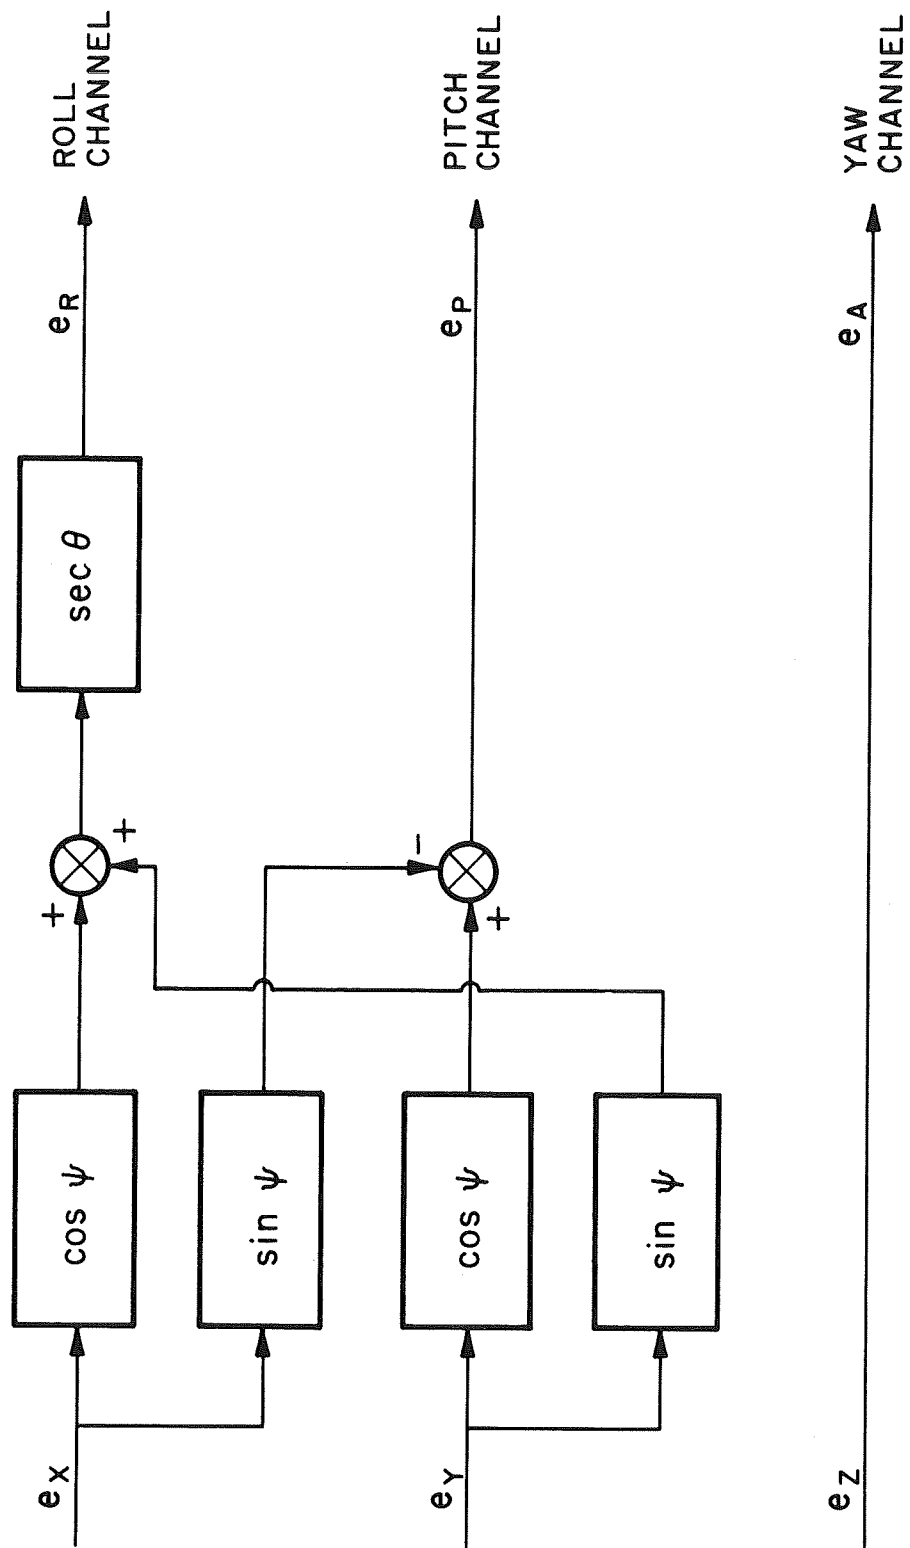 e_X
cos ψ
sin ψ
+
+
sec θ
e_R
ROLL
CHANNEL
e_Y
cos ψ
sin ψ
-
+
e_P
PITCH
CHANNEL
e_Z
e_A
YAW
CHANNEL